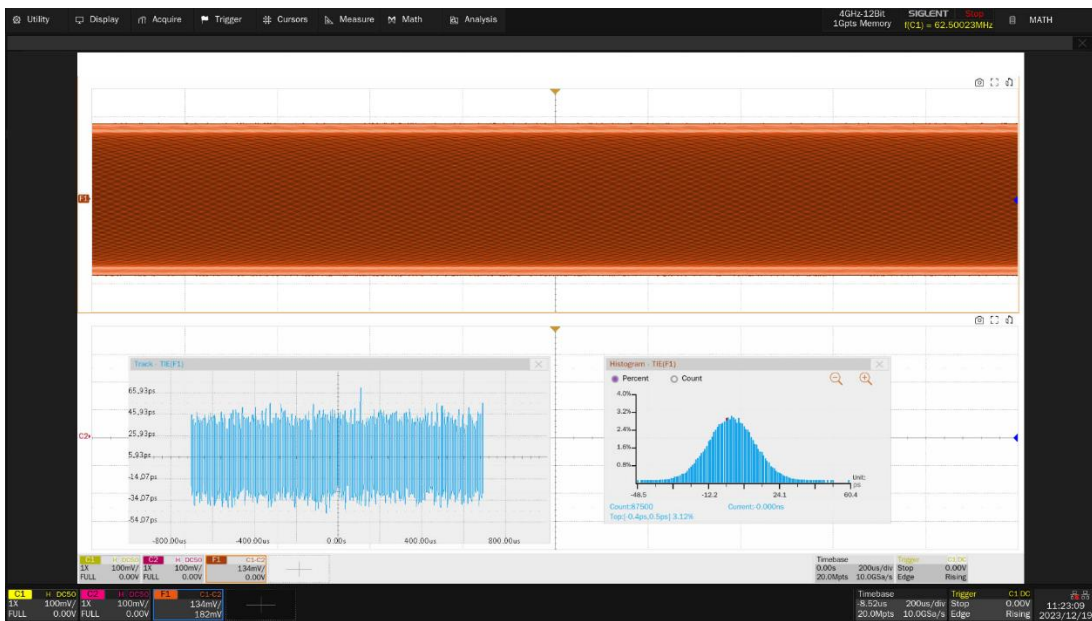 Utility Display Acquire Trigger Cursors Measure Math Analysis
4GHz-12Bit SIGLENT Stop
1Gpts Memory f(C1) = 62.50023MHz
MATH
F1
Track - TIE(F1)
65.93ps
45.93ps
25.93ps
5.93ps
-14.07ps
-34.07ps
-54.07ps
-800.00us -400.00us 0.00s 400.00us 800.00us
C2
Histogram - TIE(F1)
Percent Count
4.0%
3.2%
2.4%
1.6%
0.8%
Unit:
ps
-48.5 -12.2 24.1 60.4
Count:87500 Current: 0.000ns
Top:[-0.4ps,0.5ps] 3.12%
C1 H DC50 C2 H DC50 F1 C1-C2
1X 100mV/ 1X 100mV/ 134mV/
FULL 0.00V FULL 0.00V 0.00V
Timebase Trigger C1 DC
0.00s 200us/div Stop 0.00V
20.0Mpts 10.0GSa/s Edge Rising
C1 H DC50 C2 H DC50 F1 C1-C2
1X 100mV/ 1X 100mV/ 134mV/
FULL 0.00V FULL 0.00V 182mV
Timebase Trigger C1 DC
-8.52us 200us/div Stop 0.00V
20.0Mpts 10.0GSa/s Edge Rising
11:23:09
2023/12/19